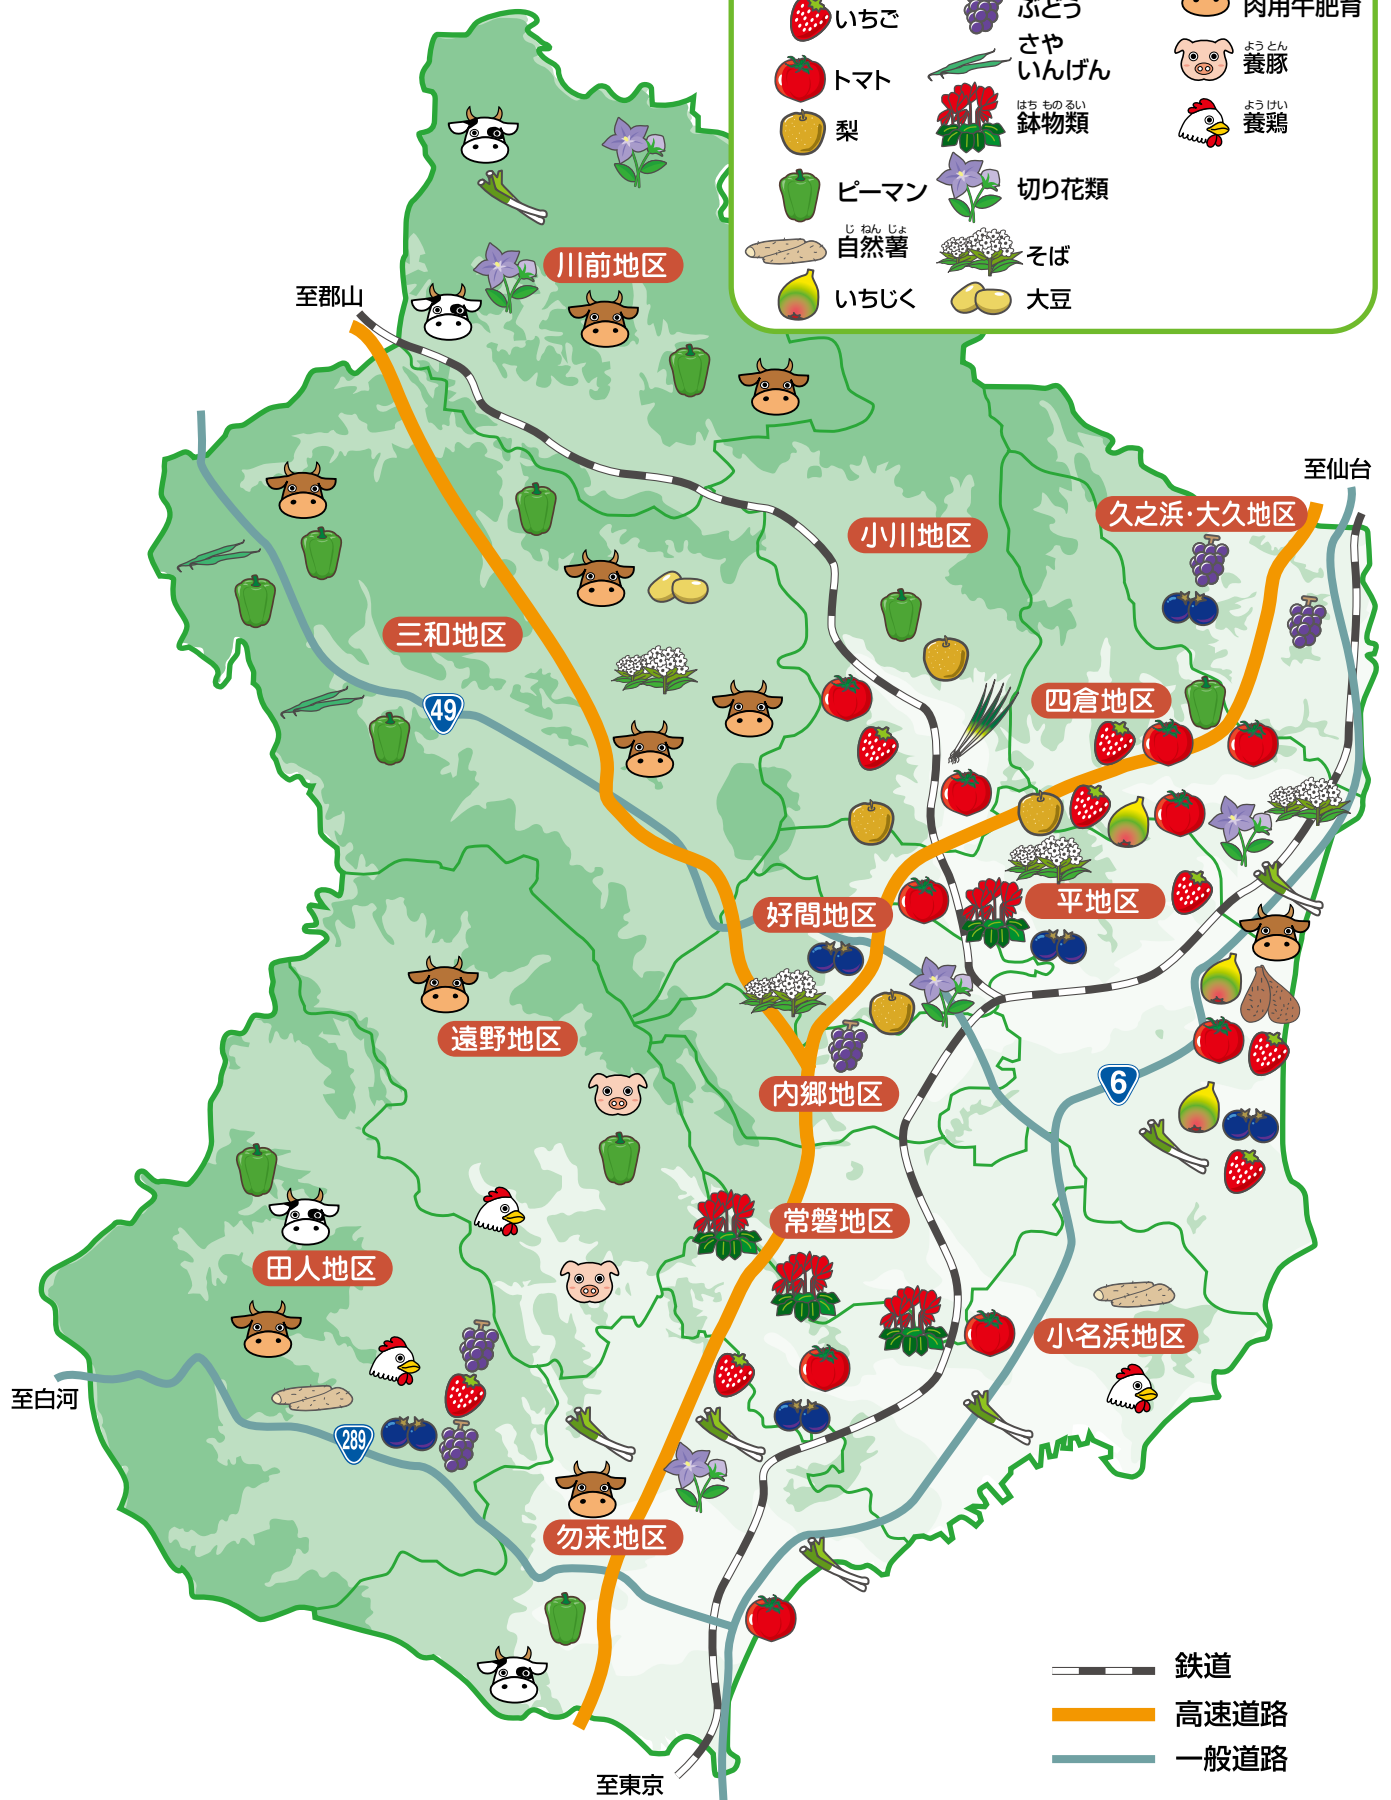 いちご
ぶどう
肉用牛肥育
トマト
さや
いんげん
ようとん
養豚
梨
はち もの るい
鉢物類
ようけい
養鶏
ピーマン
切り花類
じ ねん じょ
自然薯
そば
いちじく
大豆
川前地区
至郡山
至仙台
久之浜・大久地区
小川地区
三和地区
四倉地区
49
好間地区
平地区
遠野地区
内郷地区
6
常磐地区
田人地区
小名浜地区
至白河
289
勿来地区
鉄道
高速道路
一般道路
至東京